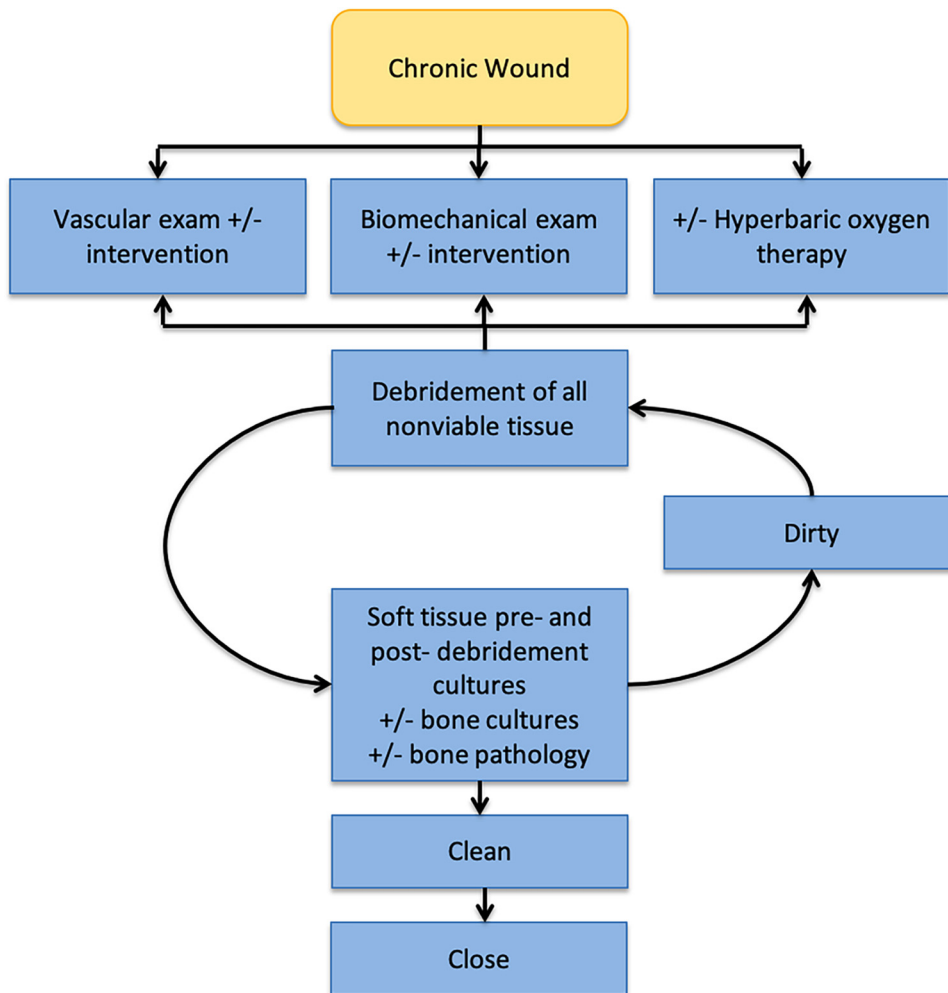 Chronic Wound
Vascular exam +/-
intervention
Biomechanical exam
+/- intervention
+/- Hyperbaric oxygen
therapy
Debridement of all
nonviable tissue
Dirty
Soft tissue pre- and
post- debridement
cultures
+/- bone cultures
+/- bone pathology
Clean
Close